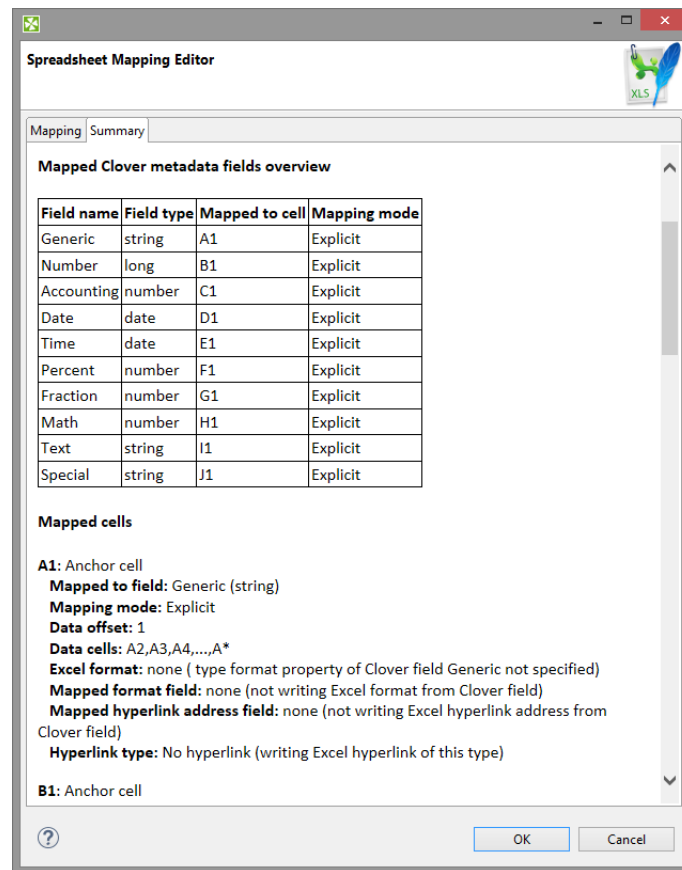 Spreadsheet Mapping Editor
XLS
Mapping Summary
Mapped Clover metadata fields overview
Field name Field type Mapped to cell Mapping mode
Generic string A1 Explicit
Number long B1 Explicit
Accounting number C1 Explicit
Date date D1 Explicit
Time date E1 Explicit
Percent number F1 Explicit
Fraction number G1 Explicit
Math number H1 Explicit
Text string I1 Explicit
Special string J1 Explicit
Mapped cells
A1: Anchor cell
Mapped to field: Generic (string)
Mapping mode: Explicit
Data offset: 1
Data cells: A2,A3,A4,...,A*
Excel format: none ( type format property of Clover field Generic not specified)
Mapped format field: none (not writing Excel format from Clover field)
Mapped hyperlink address field: none (not writing Excel hyperlink address from
Clover field)
Hyperlink type: No hyperlink (writing Excel hyperlink of this type)
B1: Anchor cell
? OK Cancel